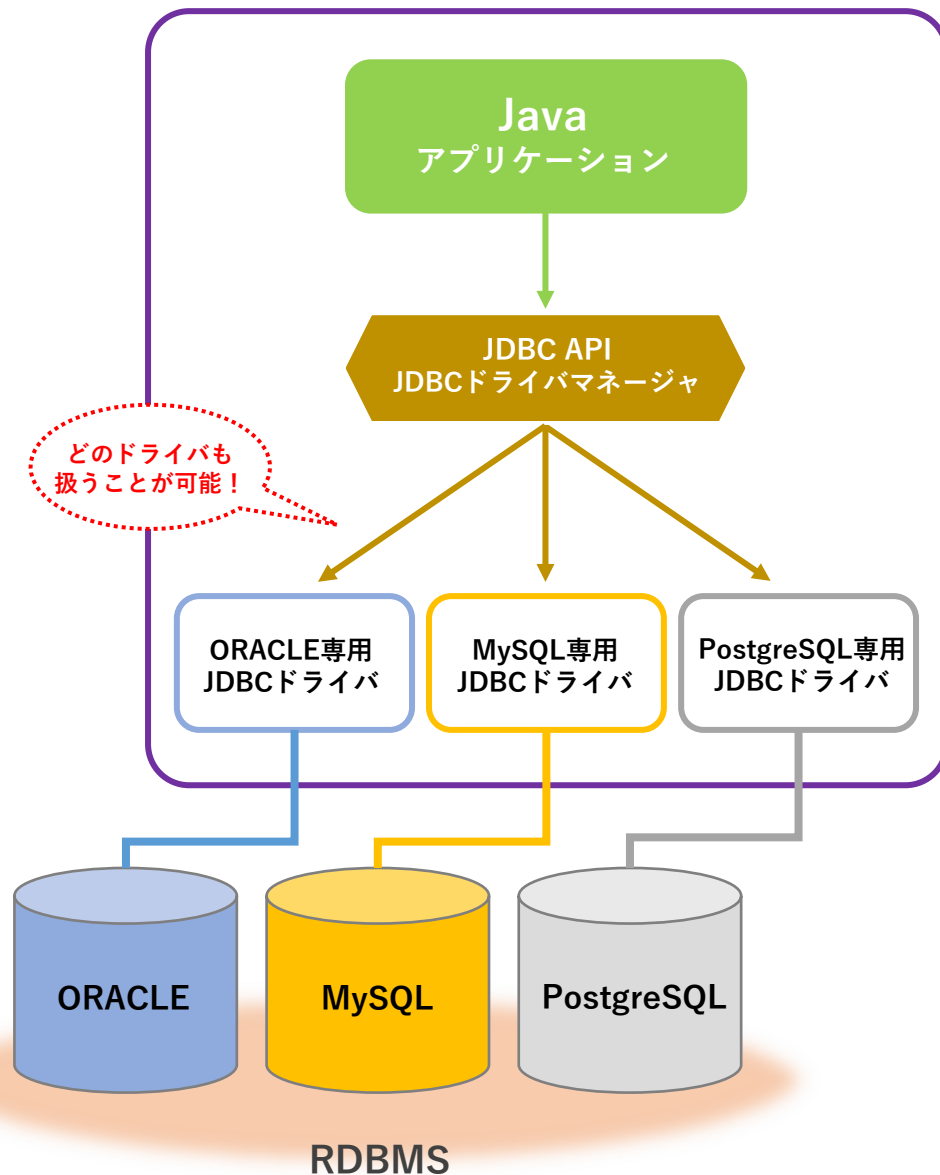 Java
アプリケーション
JDBC API
JDBCドライバマネージャ
どのドライバも
扱うことが可能！
ORACLE専用
JDBCドライバ
MySQL専用
JDBCドライバ
PostgreSQL専用
JDBCドライバ
ORACLE
MySQL
PostgreSQL
RDBMS